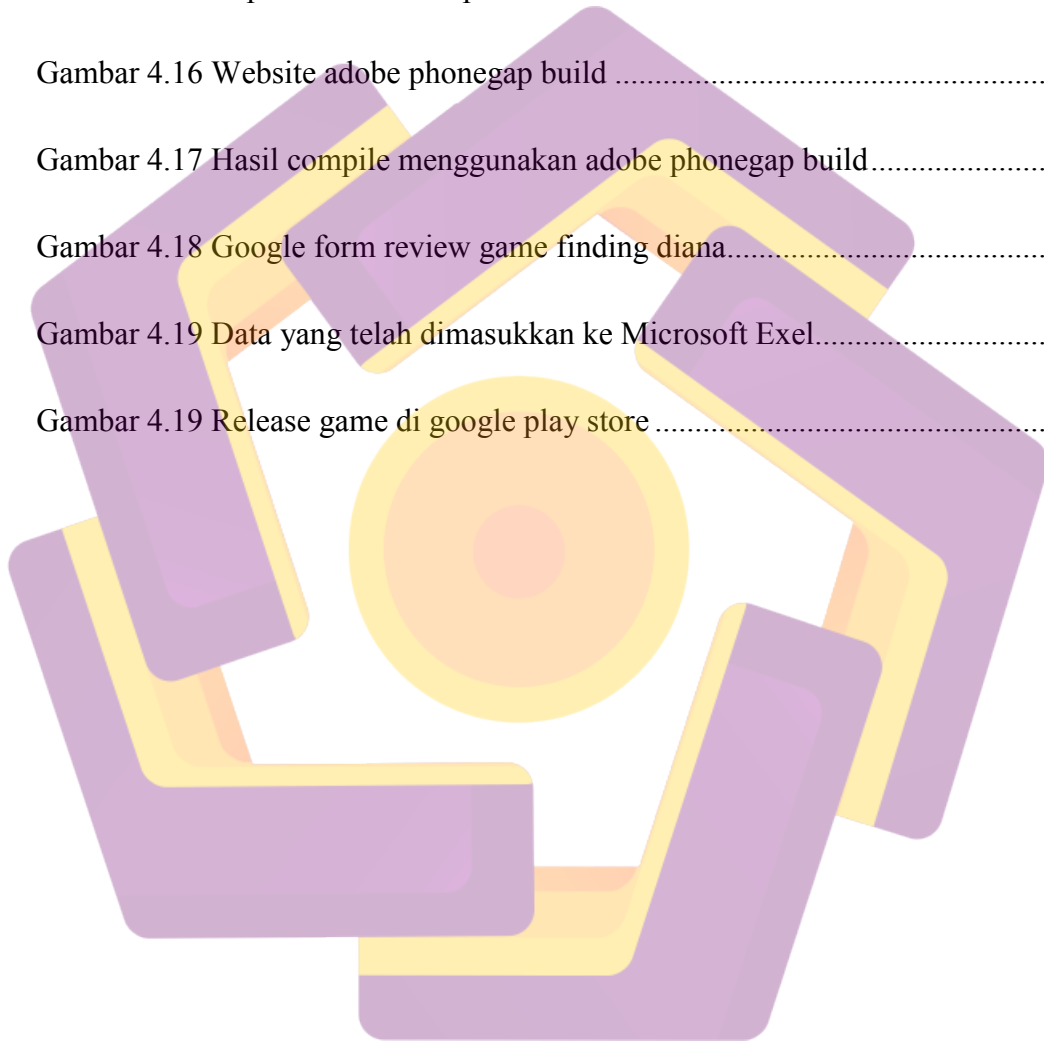 Gambar 4.16 Website adobe phonegap build ......................................................
Gambar 4.17 Hasil compile menggunakan adobe phonegap build......................
Gambar 4.18 Google form review game finding diana........................................
Gambar 4.19 Data yang telah dimasukkan ke Microsoft Exel.............................
Gambar 4.19 Release game di google play store .................................................